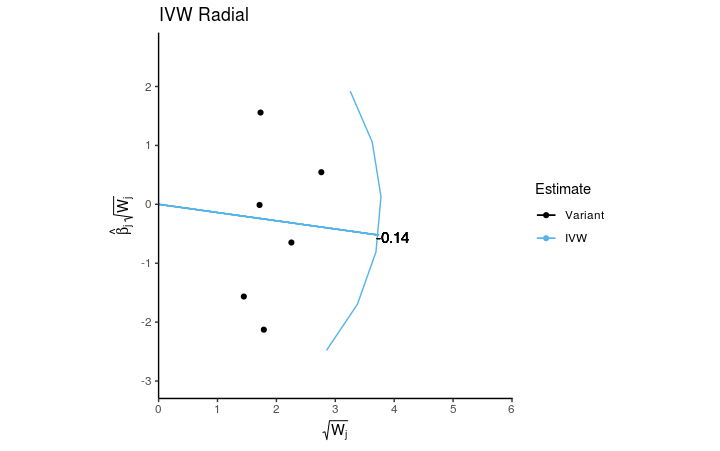 IVW Radial
2
1
0
-1
-2
-3
β̂ⱼ√Wⱼ
-0.14
0 1 2 3 4 5 6
√Wⱼ
Estimate
Variant
IVW